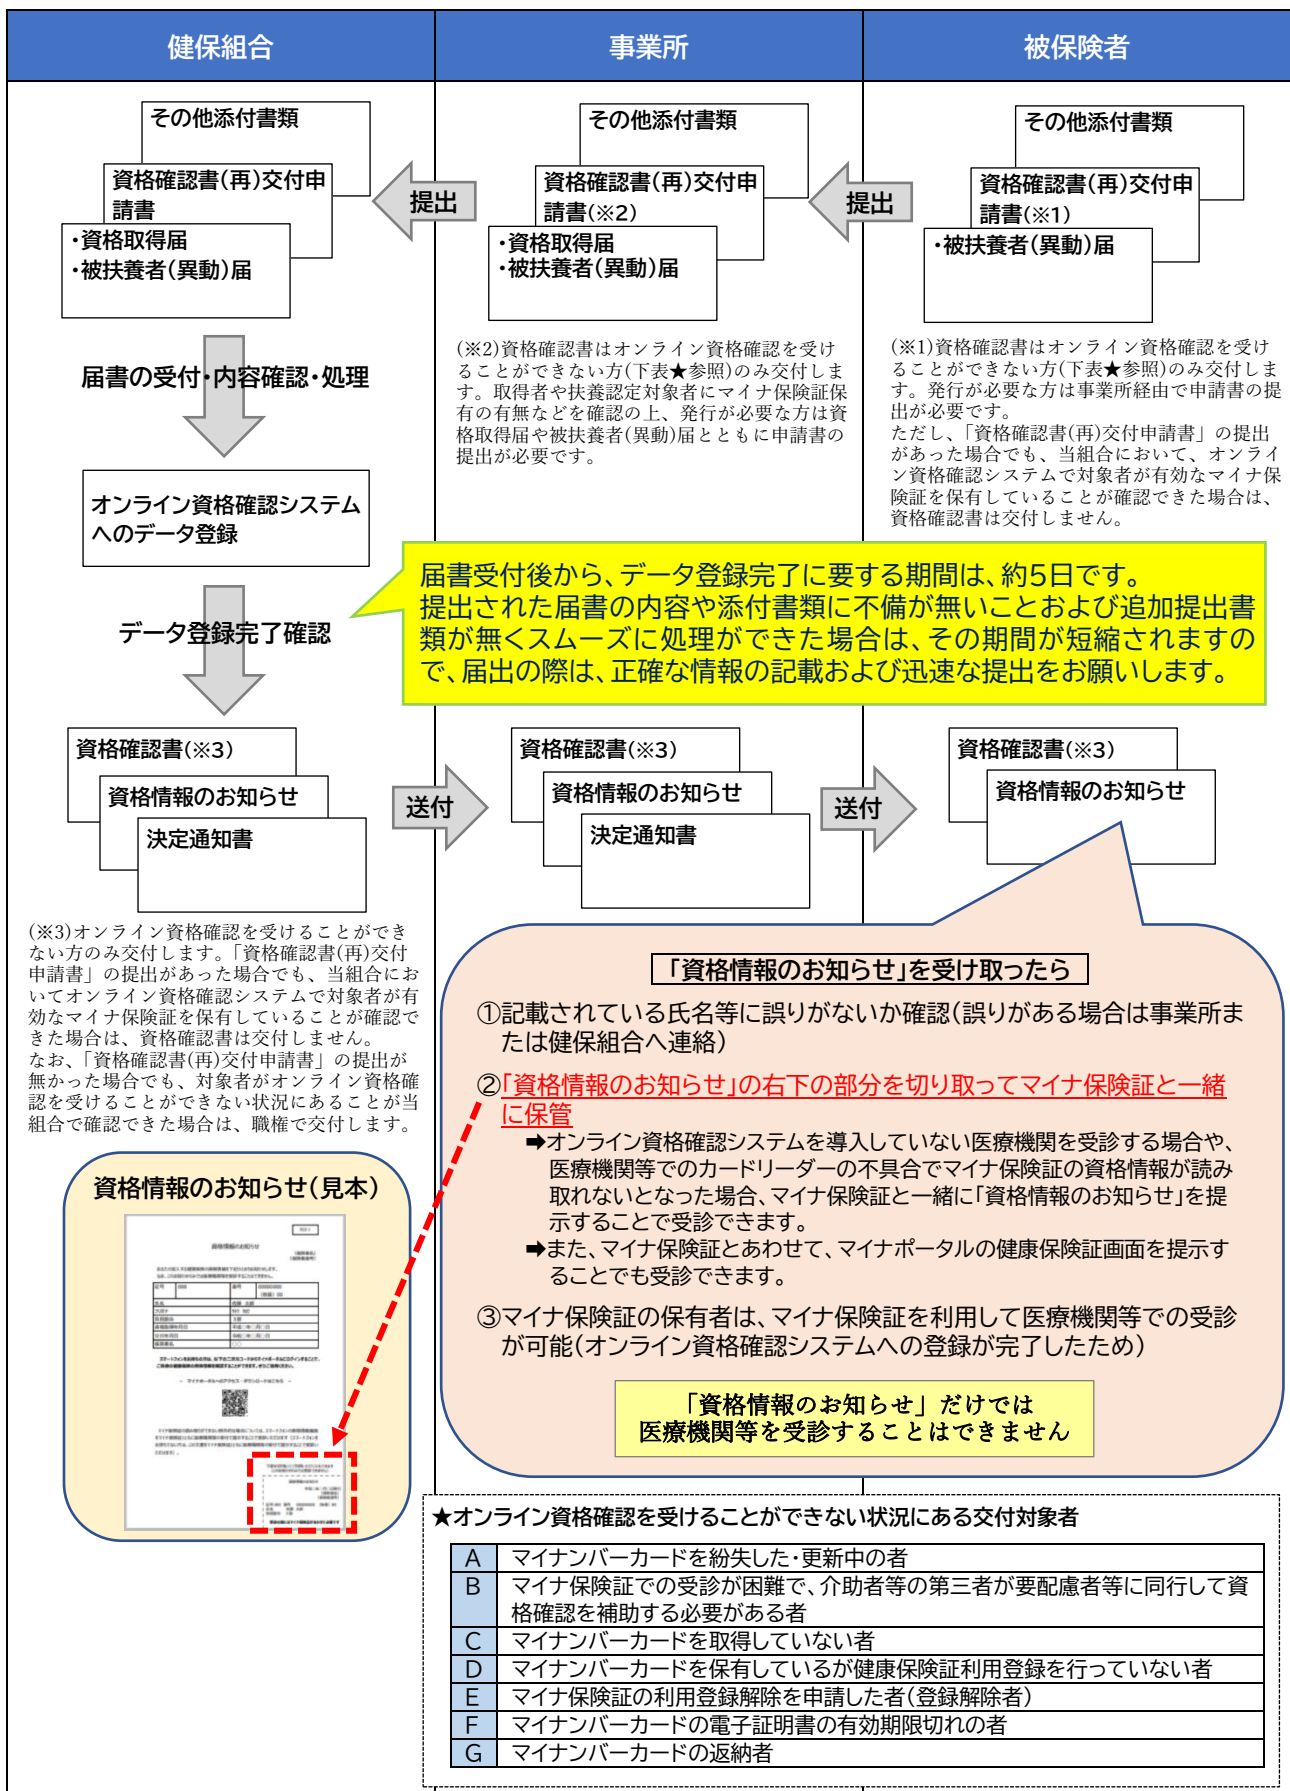 健保組合
事業所
被保険者
その他添付書類
資格確認書(再)交付申
請書
・資格取得届
・被扶養者(異動)届
提出
その他添付書類
資格確認書(再)交付申
請書(※2)
・資格取得届
・被扶養者(異動)届
提出
その他添付書類
資格確認書(再)交付申
請書(※1)
・被扶養者(異動)届
届書の受付・内容確認・処理
(※2)資格確認書はオンライン資格確認を受け
ることができない方(下表★参照)のみ交付しま
す。取得者や扶養認定対象者にマイナ保険証保
有の有無などを確認の上、発行が必要な方は資
格取得届や被扶養者(異動)届とともに申請書の
提出が必要です。
(※1)資格確認書はオンライン資格確認を受け
ることができない方(下表★参照)のみ交付しま
す。発行が必要な方は事業所経由で申請書の提
出が必要です。
ただし、「資格確認書(再)交付申請書」の提出
があった場合でも、当組合において、オンライ
ン資格確認システムで対象者が有効なマイナ保
険証を保有していることが確認できた場合は、
資格確認書は交付しません。
オンライン資格確認システム
へのデータ登録
届書受付後から、データ登録完了に要する期間は、約5日です。
提出された届書の内容や添付書類に不備が無いことおよび追加提出書
類が無くスムーズに処理ができた場合は、その期間が短縮されますの
で、届出の際は、正確な情報の記載および迅速な提出をお願いします。
データ登録完了確認
資格確認書(※3)
資格情報のお知らせ
決定通知書
送付
資格確認書(※3)
資格情報のお知らせ
決定通知書
送付
資格確認書(※3)
資格情報のお知らせ
(※3)オンライン資格確認を受けることができ
ない方のみ交付します。「資格確認書(再)交付
申請書」の提出があった場合でも、当組合にお
いてオンライン資格確認システムで対象者が有
効なマイナ保険証を保有していることが確認で
きた場合は、資格確認書は交付しません。
なお、「資格確認書(再)交付申請書」の提出が
無かった場合でも、対象者がオンライン資格確
認を受けることができない状況にあることが当
組合で確認できた場合は、職権で交付します。
「資格情報のお知らせ」を受け取ったら
①記載されている氏名等に誤りがないか確認(誤りがある場合は事業所ま
たは健保組合へ連絡)
②「資格情報のお知らせ」の右下の部分を切り取ってマイナ保険証と一緒
に保管
➡オンライン資格確認システムを導入していない医療機関を受診する場合や、
医療機関等でのカードリーダーの不具合でマイナ保険証の資格情報が読み
取れないとなった場合、マイナ保険証と一緒に「資格情報のお知らせ」を提
示することで受診できます。
➡また、マイナ保険証とあわせて、マイナポータルの健康保険証画面を提示す
ることでも受診できます。
③マイナ保険証の保有者は、マイナ保険証を利用して医療機関等での受診
が可能(オンライン資格確認システムへの登録が完了したため)
「資格情報のお知らせ」だけでは
医療機関等を受診することはできません
資格情報のお知らせ(見本)
資格情報のお知らせ
★オンライン資格確認を受けることができない状況にある交付対象者
A マイナンバーカードを紛失した・更新中の者
B マイナ保険証での受診が困難で、介助者等の第三者が要配慮者等に同行して資
格確認を補助する必要がある者
C マイナンバーカードを取得していない者
D マイナンバーカードを保有しているが健康保険証利用登録を行っていない者
E マイナ保険証の利用登録解除を申請した者(登録解除者)
F マイナンバーカードの電子証明書の有効期限切れの者
G マイナンバーカードの返納者